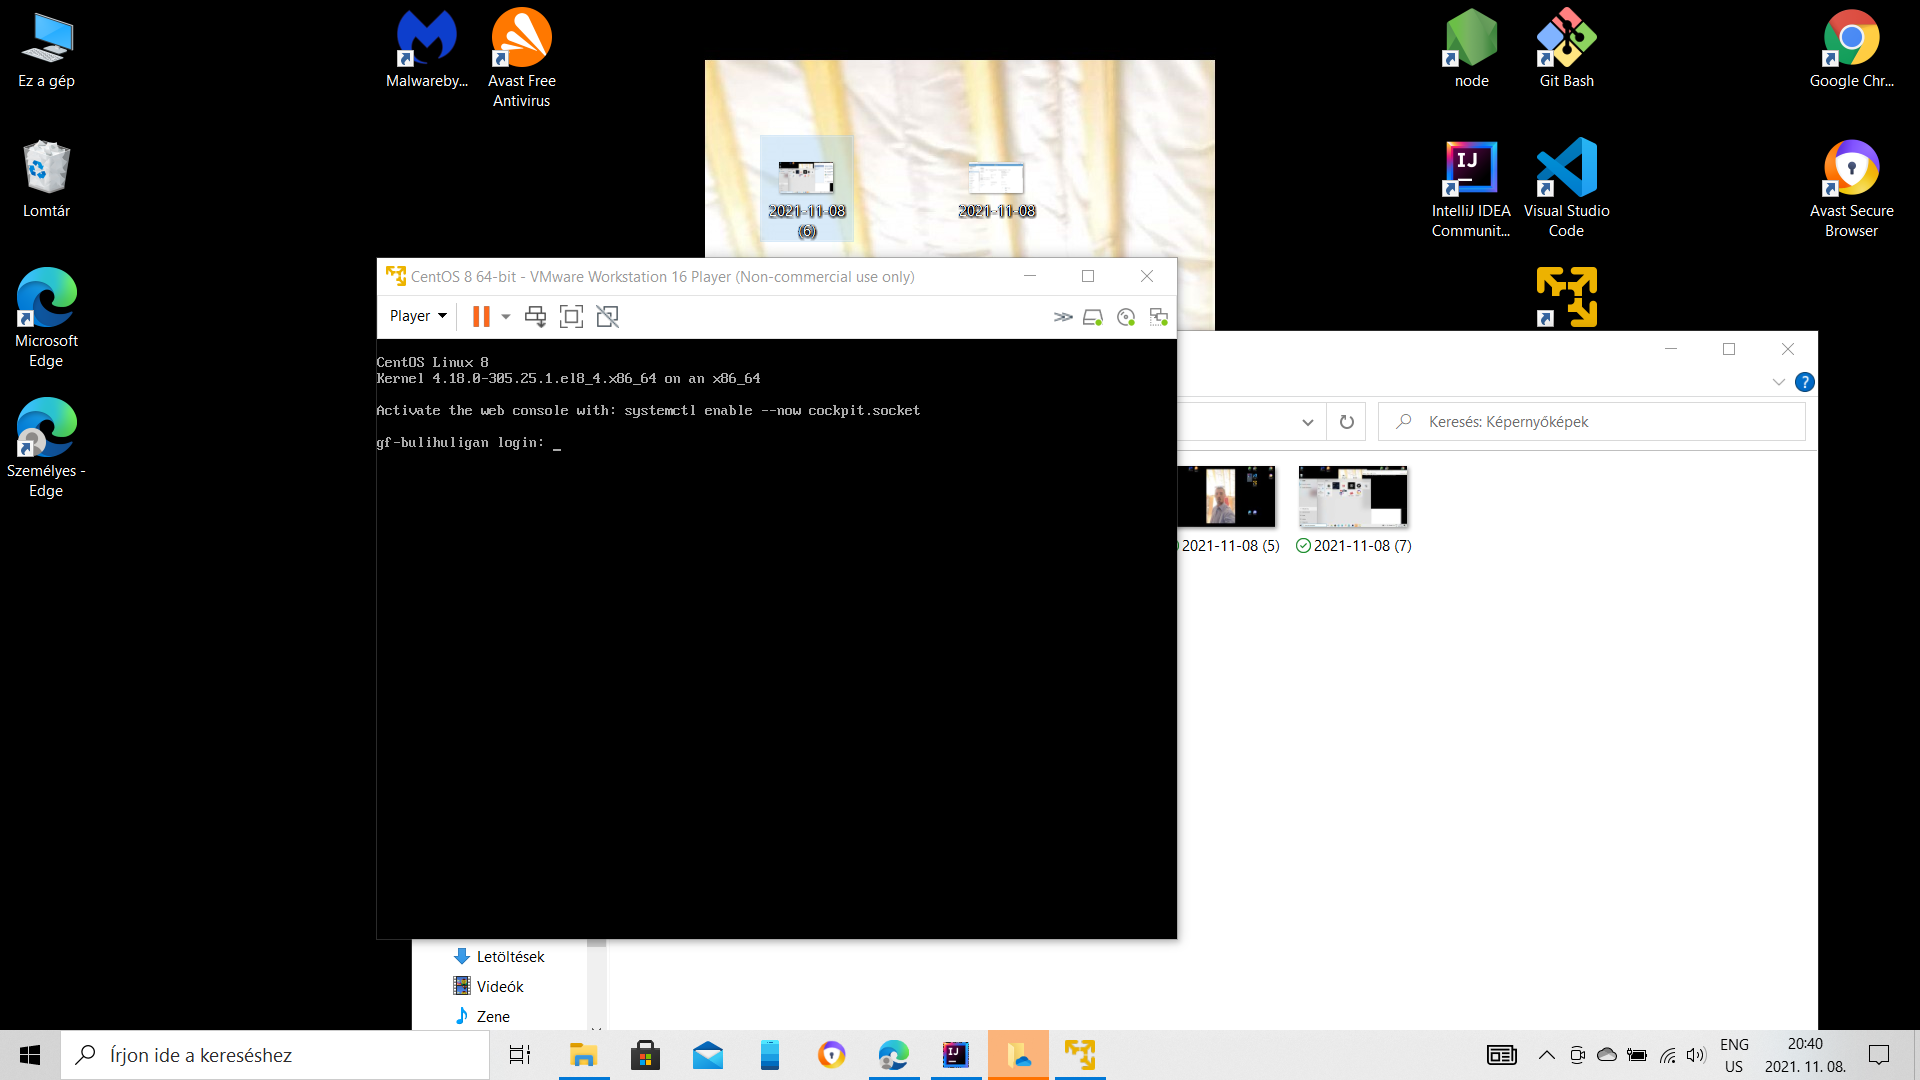 Ez a gép
Malwareby...
Avast Free
Antivirus
node
Git Bash
Google Chr...
Lomtár
2021-11-08
(6)
2021-11-08
IntelliJ IDEA
Communit...
Visual Studio
Code
Avast Secure
Browser
Microsoft
Edge
Személyes -
Edge
CentOS 8 64-bit - VMware Workstation 16 Player (Non-commercial use only)
Player
CentOS Linux 8
Kernel 4.18.0-305.25.1.el8_4.x86_64 on an x86_64
Activate the web console with: systemctl enable --now cockpit.socket
gf-bulihuligan login: _
Keresés: Képernyőképek
2021-11-08 (5)
2021-11-08 (7)
Letöltések
Videók
Zene
Írjon ide a kereséshez
ENG
US
20:40
2021. 11. 08.